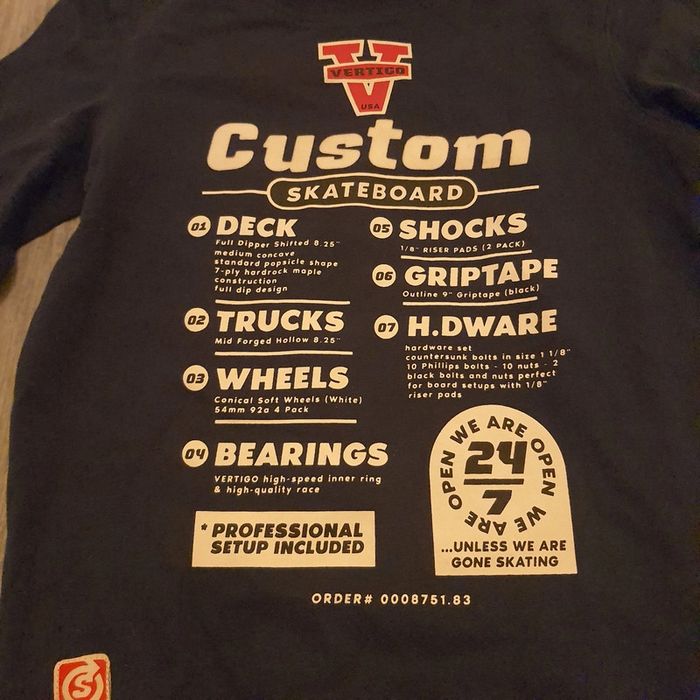 VERTIGO
USA
Custom
SKATEBOARD
01 DECK
Full Dipper Shifted 8.25"
medium concave
standard popsicle shape
7-ply hardrock maple
construction
full dip design
02 TRUCKS
Mid Forged Hollow 8.25"
03 WHEELS
Conical Soft Wheels (White)
54mm 92a 4 Pack
04 BEARINGS
VERTIGO high-speed inner ring
& high-quality race
* PROFESSIONAL
SETUP INCLUDED
05 SHOCKS
1/8" RISER PADS (2 PACK)
06 GRIPTAPE
Outline 9" Griptape (black)
07 H.DWARE
hardware set
countersunk bolts in size 1 1/8"
10 Phillips bolts - 10 nuts - 2
black bolts and nuts perfect
for board setups with 1/8"
riser pads
WE ARE OPEN WE ARE OPEN
24
7
...UNLESS WE ARE
GONE SKATING
ORDER# 0008751.83
S